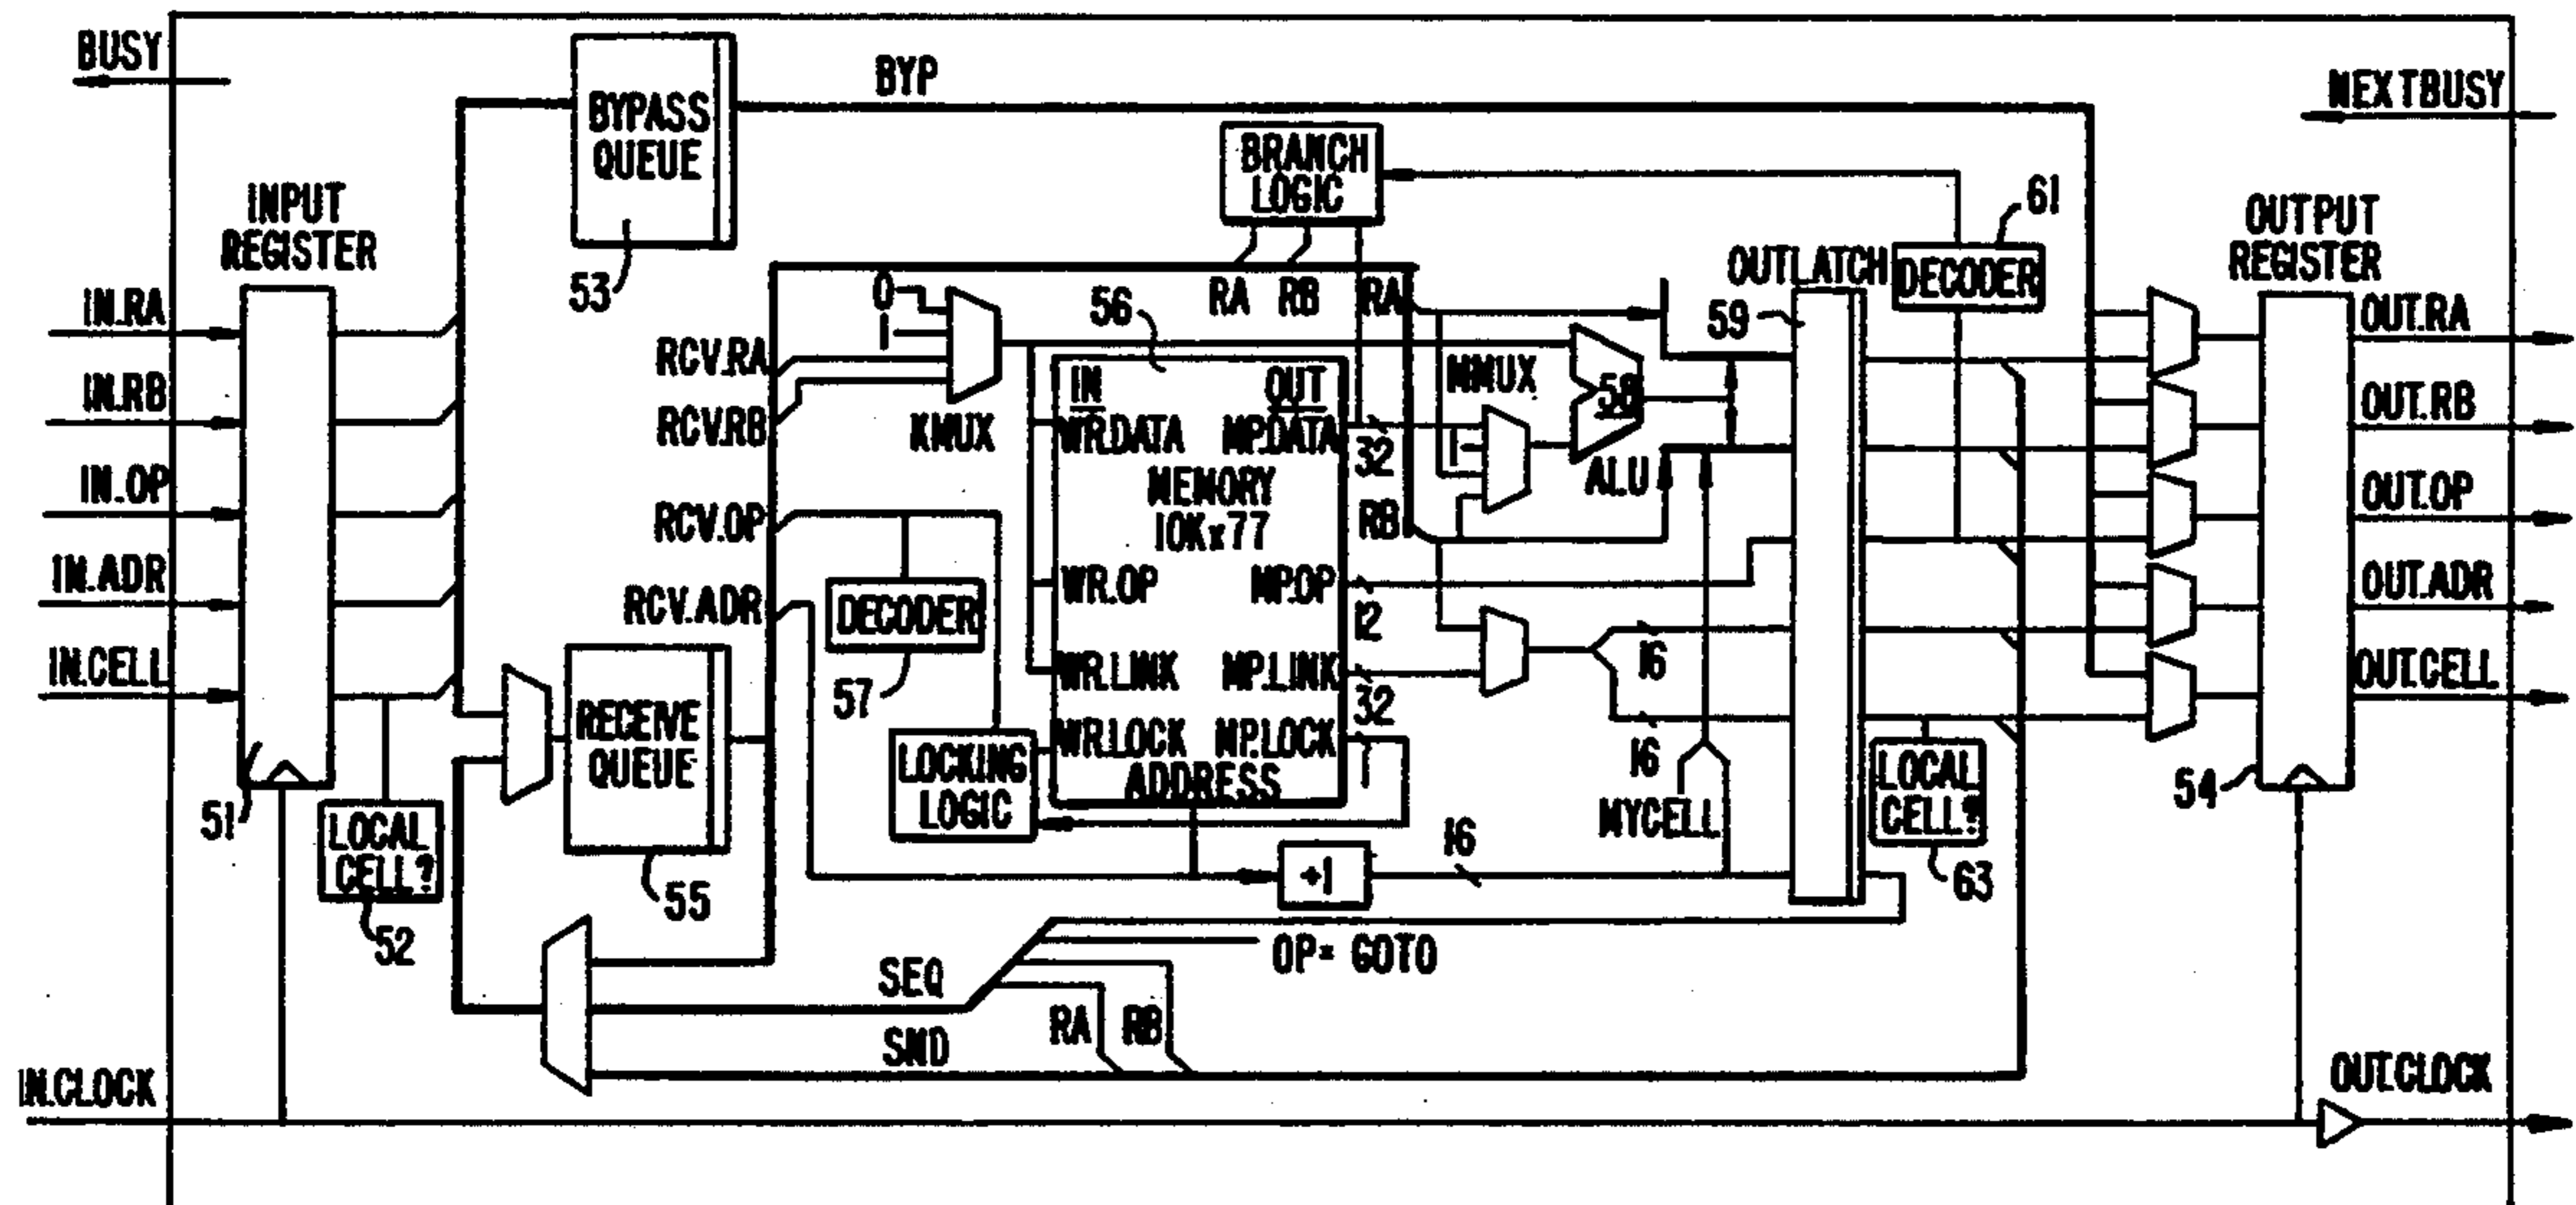 BUSY
BYPASS
QUEUE
53
BYP
NEXTBUSY
BRANCH
LOGIC
INPUT
REGISTER
61
OUTPUT
REGISTER
OUTLATCH
DECODER
59
IN.RA
IN.RB
IN.OP
IN.ADR
IN.CELL
RA
RB
RA
0
1
56
RCV.RA
RCV.RB
KMUX
RCV.OP
RCV.ADR
IN
OUT
WR.DATA
MP.DATA
32
MEMORY
10K x 77
WR.OP
MP.OP
12
WR.LINK
MP.LINK
32
WR.LOCK
MP.LOCK
1
ADDRESS
MMUX
1
58
ALU
RB
DECODER
57
LOCKING
LOGIC
16
16
MYCELL
OUT.RA
OUT.RB
OUT.OP
OUT.ADR
OUT.CELL
54
LOCAL
CELL?
63
51
LOCAL
CELL?
52
RECEIVE
QUEUE
55
+1
16
OP= GOTO
SEQ
RA
RB
SND
IN.CLOCK
OUT.CLOCK